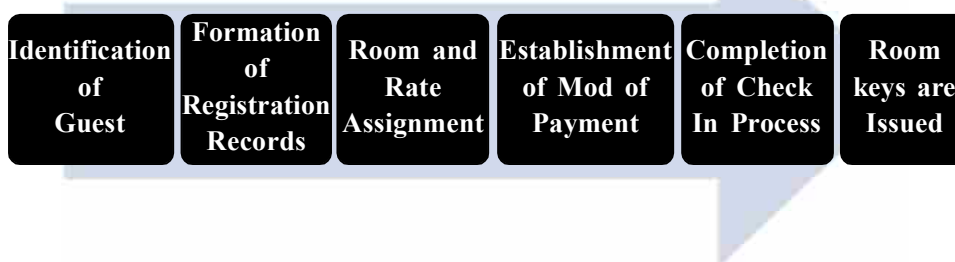 Identification
of
Guest
Formation
of
Registration
Records
Room and
Rate
Assignment
Establishment
of Mod of
Payment
Completion
of Check
In Process
Room
keys are
Issued